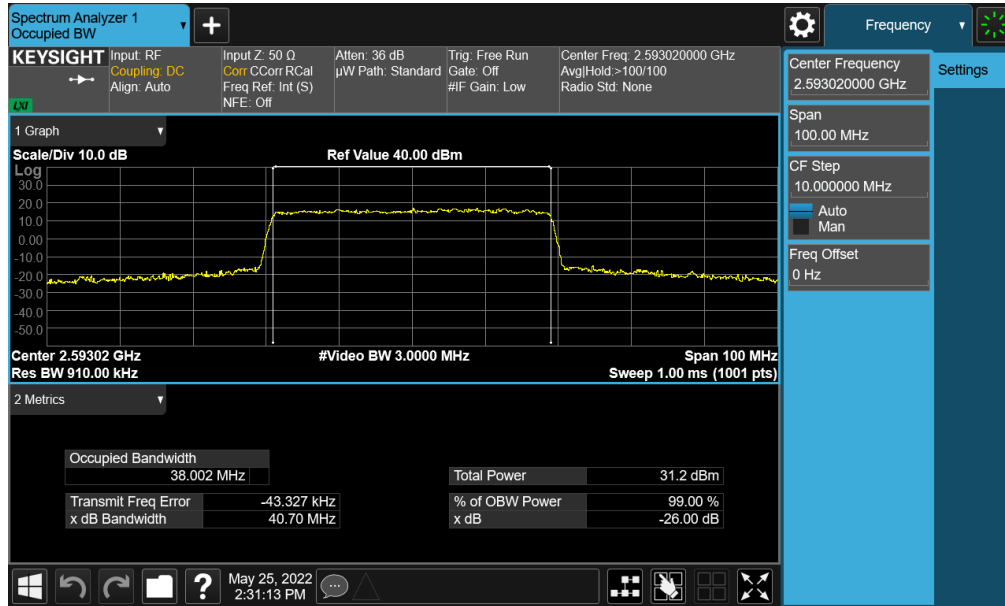 Spectrum Analyzer 1
Occupied BW
+
Frequency
KEYSIGHT
LXI
Input: RF
Coupling: DC
Align: Auto
Input Z: 50 Ω
Corr CCorr RCal
Freq Ref: Int (S)
NFE: Off
Atten: 36 dB
µW Path: Standard
Trig: Free Run
Gate: Off
#IF Gain: Low
Center Freq: 2.593020000 GHz
Avg|Hold:>100/100
Radio Std: None
1 Graph
Scale/Div 10.0 dB
Ref Value 40.00 dBm
Log
30.0
20.0
10.0
0.00
-10.0
-20.0
-30.0
-40.0
-50.0
Center 2.59302 GHz
#Video BW 3.0000 MHz
Span 100 MHz
Res BW 910.00 kHz
Sweep 1.00 ms (1001 pts)
2 Metrics
Occupied Bandwidth
38.002 MHz
Total Power 31.2 dBm
Transmit Freq Error -43.327 kHz
% of OBW Power 99.00 %
x dB Bandwidth 40.70 MHz
x dB -26.00 dB
Center Frequency
2.593020000 GHz
Settings
Span
100.00 MHz
CF Step
10.000000 MHz
Auto
Man
Freq Offset
0 Hz
?
May 25, 2022
2:31:13 PM